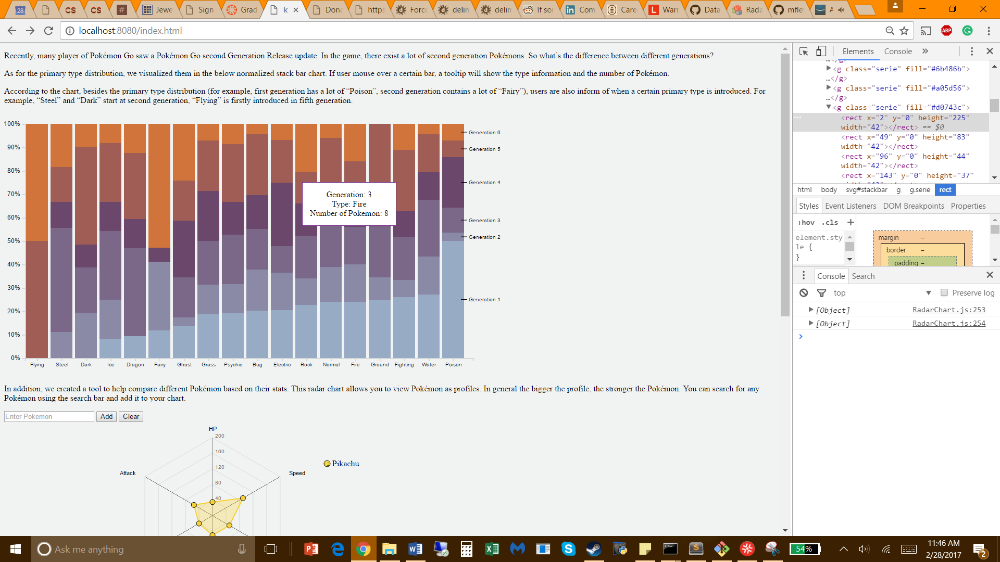 28 CS CS # Jewe Sign Grad Ic × Dona https Force delim delim If so Com Care Warr Data Rada mfle A
localhost:8080/index.html
Recently, many player of Pokémon Go saw a Pokémon Go second Generation Release update. In the game, there exist a lot of second generation Pokémons. So what’s the difference between different generations?
As for the primary type distribution, we visualized them in the below normalized stack bar chart. If user mouse over a certain bar, a tooltip will show the type information and the number of Pokémon.
According to the chart, besides the primary type distribution (for example, first generation has a lot of “Poison”, second generation contains a lot of “Fairy”), users are also inform of when a certain primary type is introduced. For
example, “Steel” and “Dark” start at second generation, “Flying” is firstly introduced in fifth generation.
100%
90%
80%
70%
60%
50%
40%
30%
20%
10%
0%
Generation 6
Generation 5
Generation 4
Generation 3
Generation 2
Generation 1
Generation: 3
Type: Fire
Number of Pokemon: 8
Flying Steel Dark Ice Dragon Fairy Ghost Grass Psychic Bug Electric Rock Normal Fire Ground Fighting Water Poison
In addition, we created a tool to help compare different Pokémon based on their stats. This radar chart allows you to view Pokémon as profiles. In general the bigger the profile, the stronger the Pokémon. You can search for any
Pokémon using the search bar and add it to your chart.
Enter Pokemon Add Clear
HP
200
160
120
80
40
Attack
Speed
Pikachu
Elements Console »
<g class="serie" fill="#6b486b">
…</g>
<g class="serie" fill="#a05d56">
…</g>
<g class="serie" fill="#d0743c">
<rect x="2" y="0" height="225"
width="42"></rect> == $0
<rect x="49" y="0" height="83"
width="42"></rect>
<rect x="96" y="0" height="44"
width="42"></rect>
<rect x="143" y="0" height="37"
html body svg#stackbar g g.serie rect
Styles Event Listeners DOM Breakpoints Properties
:hov .cls +
element.sty
le {
}
margin –
border –
padding –
Console Search
top Preserve log
[Object] RadarChart.js:253
[Object] RadarChart.js:254
Ask me anything
54%
11:46 AM
2/28/2017
2